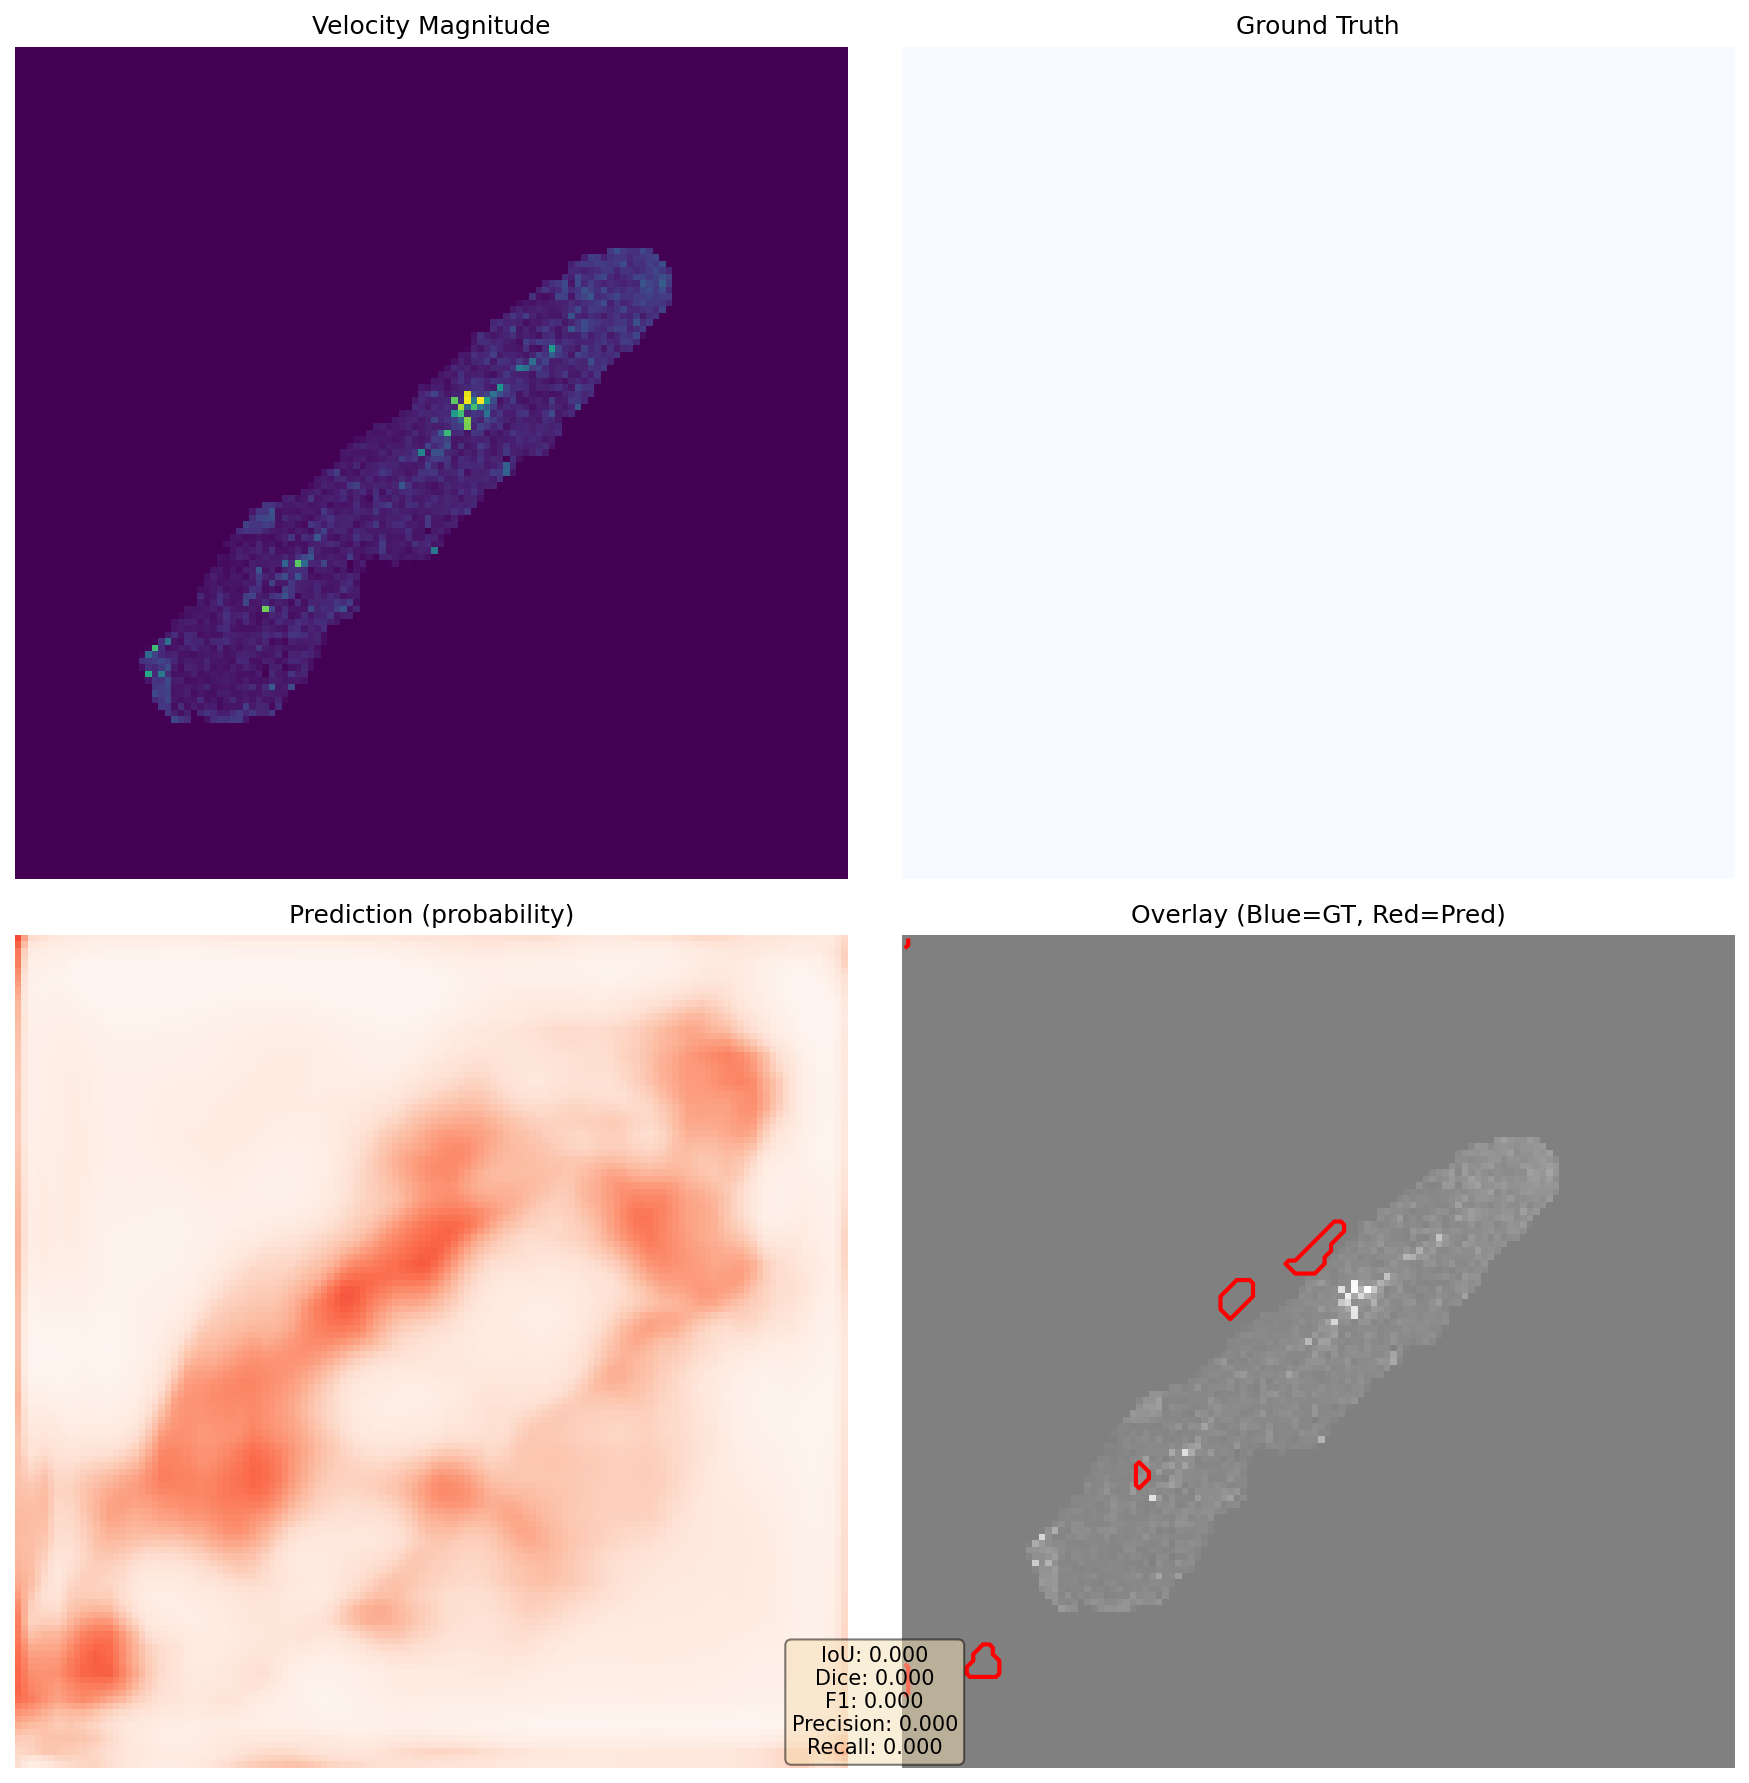 Velocity Magnitude
Ground Truth
Prediction (probability)
Overlay (Blue=GT, Red=Pred)
IoU: 0.000
Dice: 0.000
F1: 0.000
Precision: 0.000
Recall: 0.000